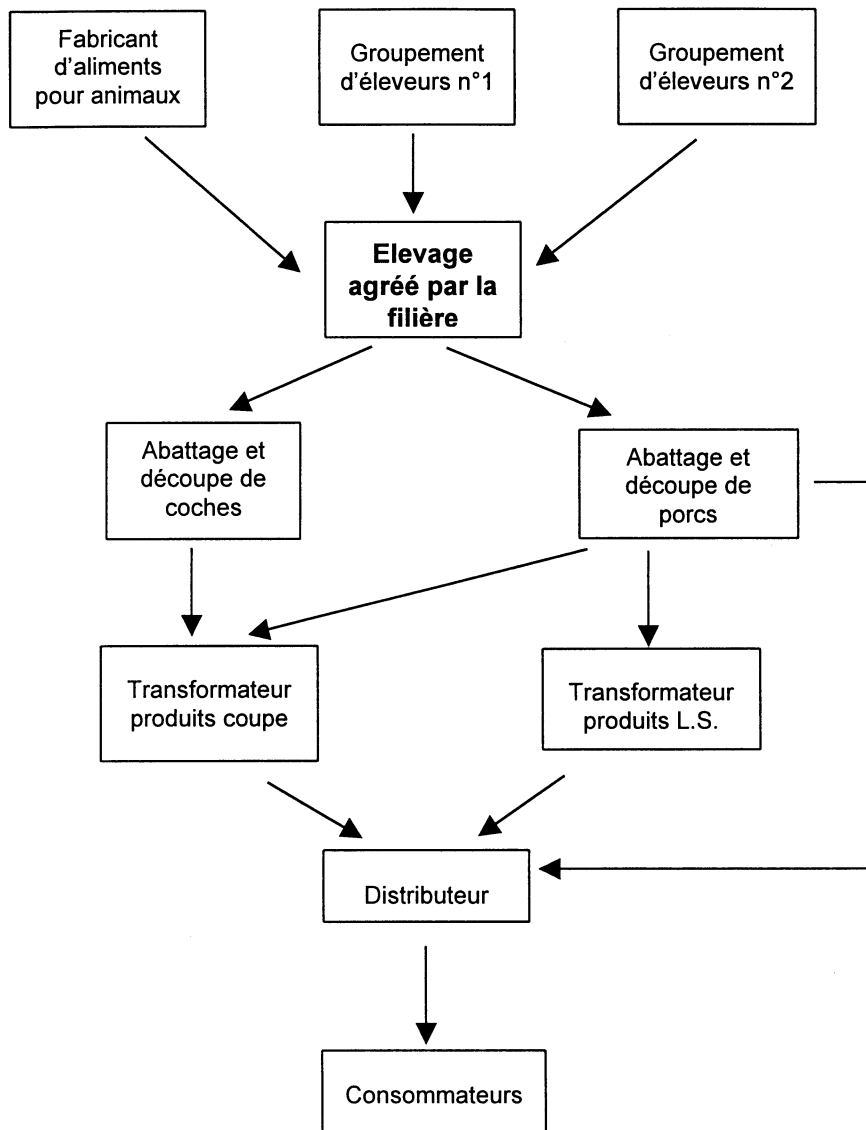 Fabricant
d'aliments
pour animaux
Groupement
d'éleveurs n°1
Groupement
d'éleveurs n°2
Elevage
agréé par la
filière
Abattage et
découpe de
coches
Abattage et
découpe de
porcs
Transformateur
produits coupe
Transformateur
produits L.S.
Distributeur
Consommateurs